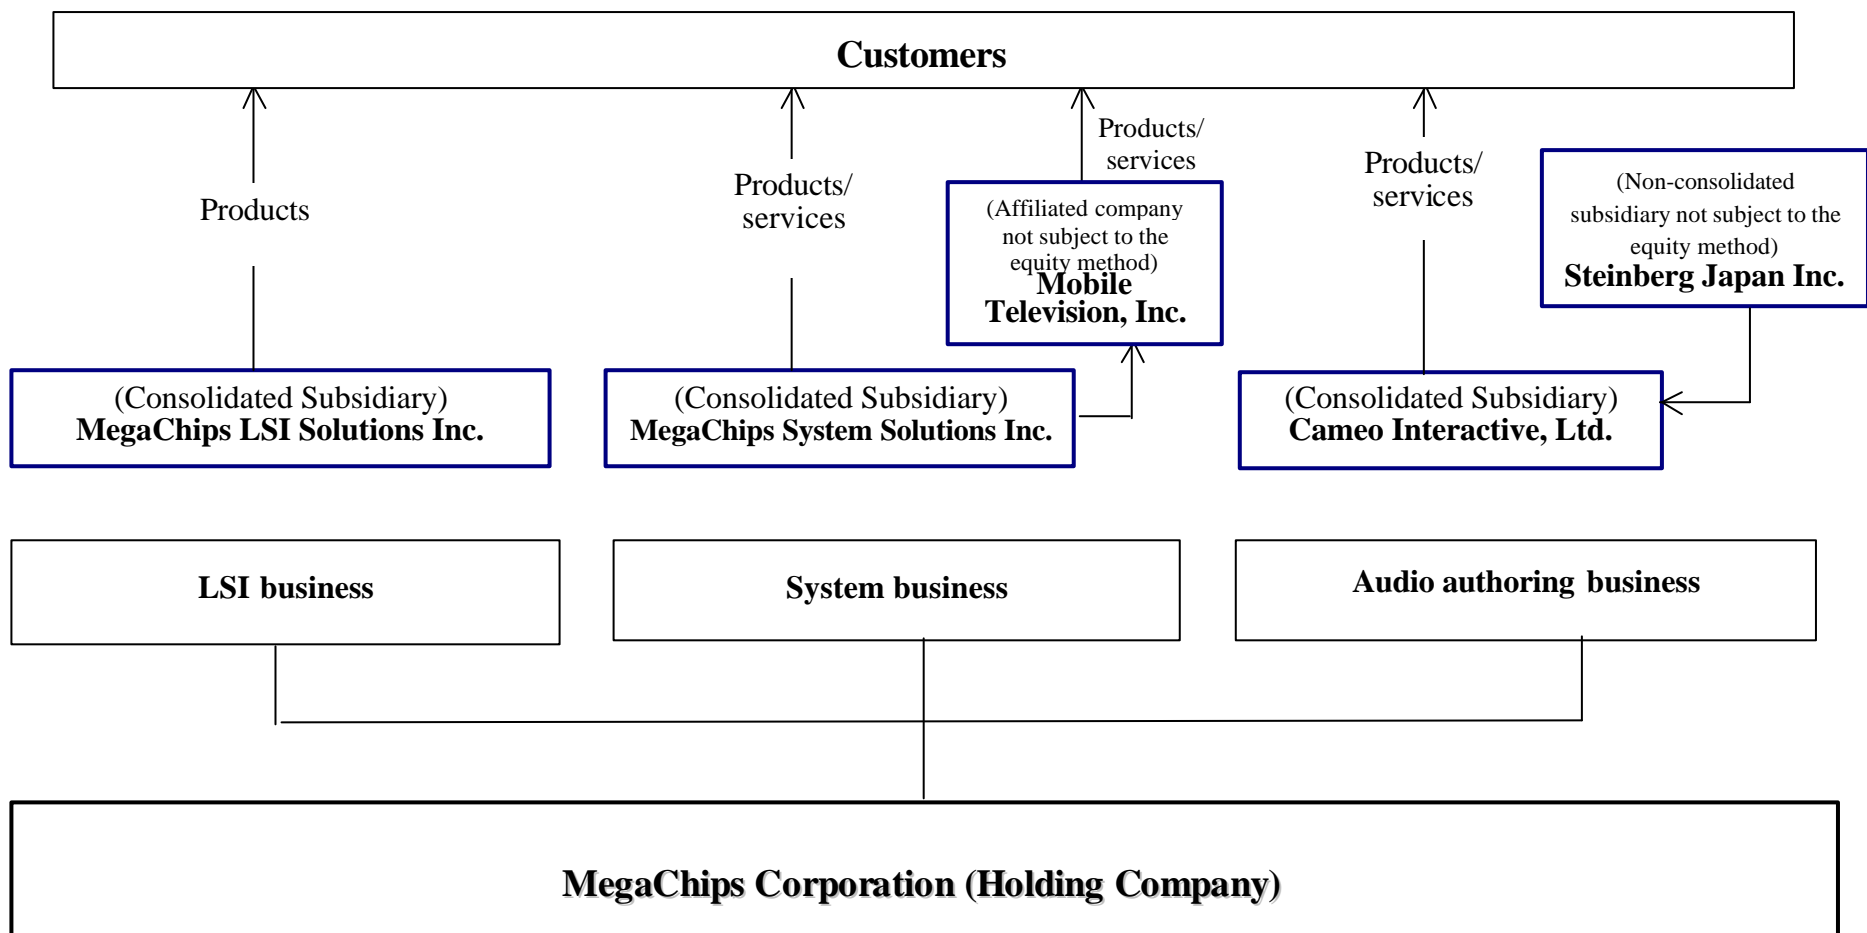 Customers
Products
Products/
services
Products/
services
(Affiliated company
not subject to the
equity method)
Mobile
Television, Inc.
Products/
services
(Non-consolidated
subsidiary not subject to the
equity method)
Steinberg Japan Inc.
(Consolidated Subsidiary)
MegaChips LSI Solutions Inc.
(Consolidated Subsidiary)
MegaChips System Solutions Inc.
(Consolidated Subsidiary)
Cameo Interactive, Ltd.
LSI business
System business
Audio authoring business
MegaChips Corporation (Holding Company)